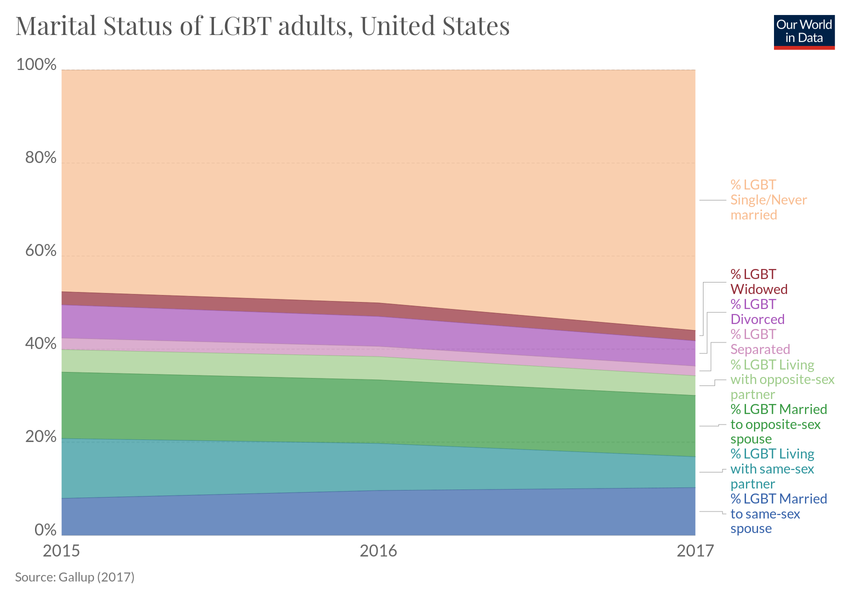 Marital Status of LGBT adults, United States
Our World
in Data
100%
80%
60%
40%
20%
0%
2015
2016
2017
% LGBT
Single/Never
married
% LGBT
Widowed
% LGBT
Divorced
% LGBT
Separated
% LGBT Living
with opposite-sex
partner
% LGBT Married
to opposite-sex
spouse
% LGBT Living
with same-sex
partner
% LGBT Married
to same-sex
spouse
Source: Gallup (2017)